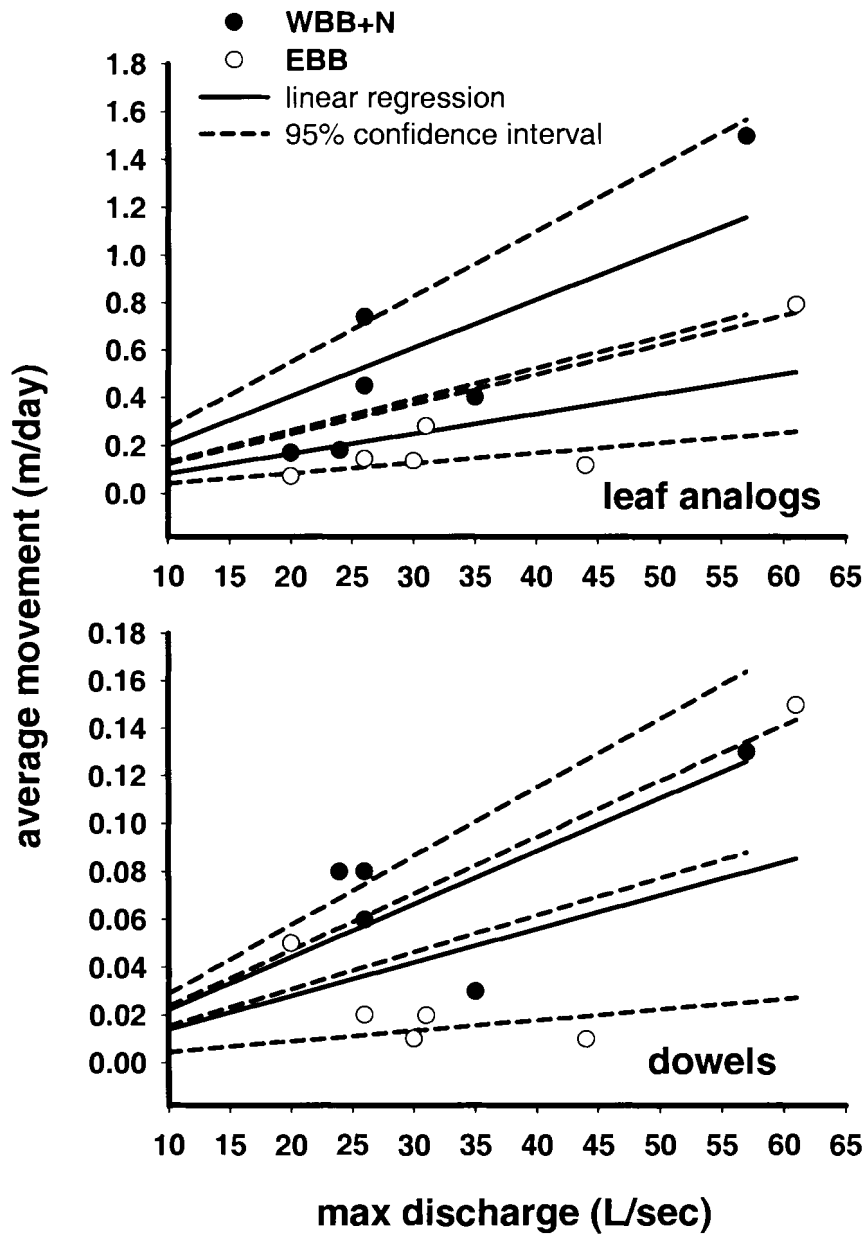 WBB+N
EBB
linear regression
95% confidence interval
1.8
1.6
1.4
1.2
1.0
0.8
0.6
0.4
0.2
0.0
leaf analogs
10 15 20 25 30 35 40 45 50 55 60 65
average movement (m/day)
0.18
0.16
0.14
0.12
0.10
0.08
0.06
0.04
0.02
0.00
dowels
10 15 20 25 30 35 40 45 50 55 60 65
max discharge (L/sec)